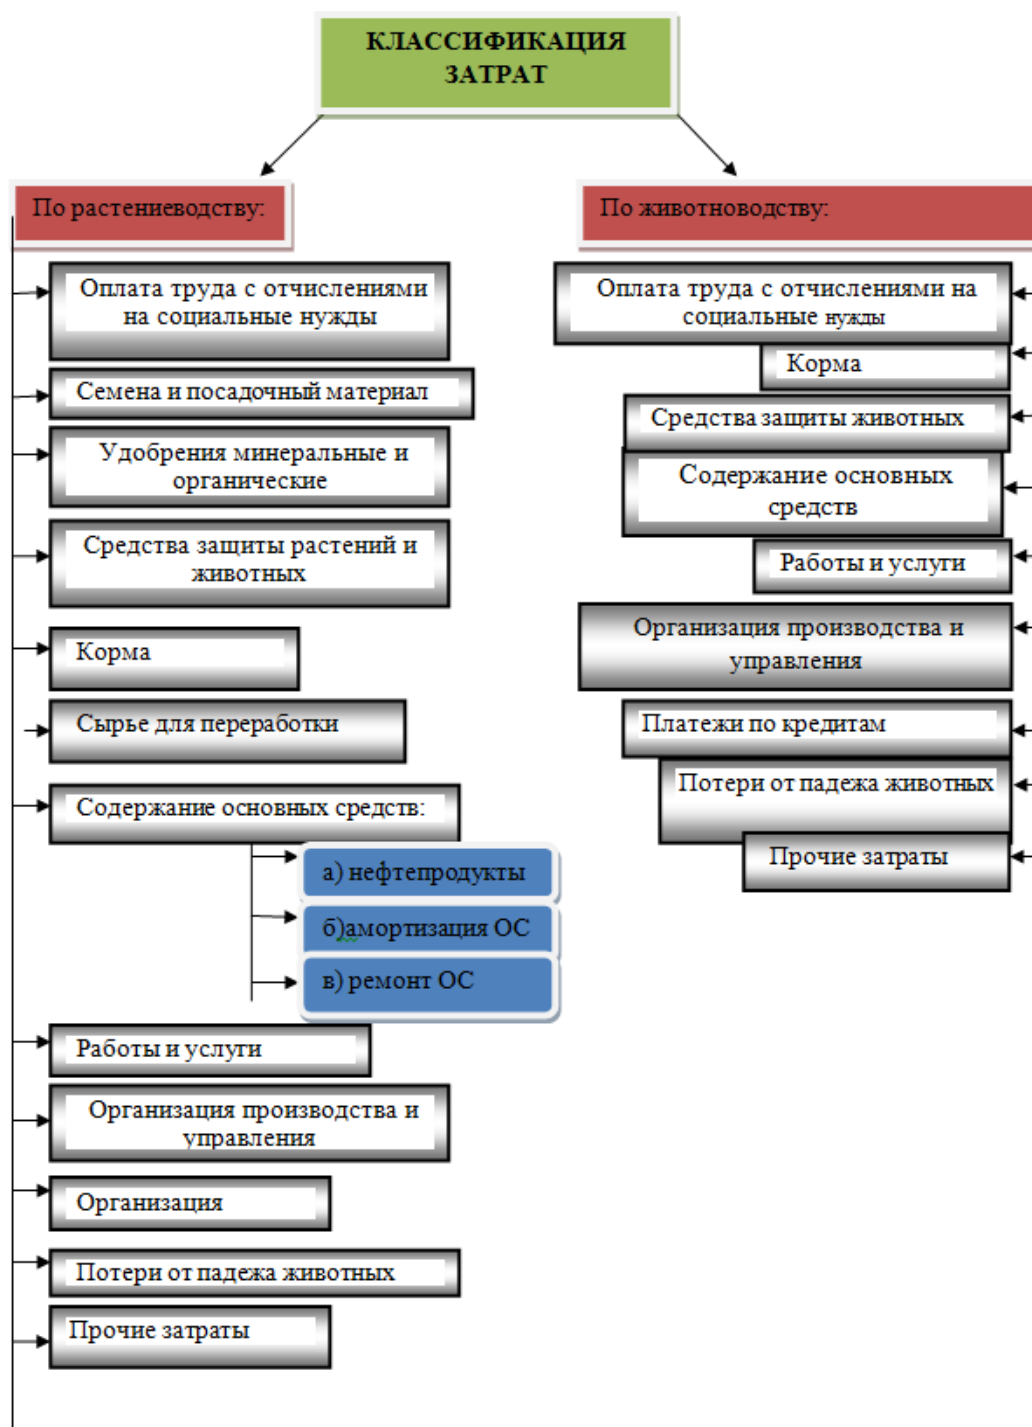 КЛАССИФИКАЦИЯ
ЗАТРАТ
По растениеводству:
Оплата труда с отчислениями
на социальные нужды
Семена и посадочный материал
Удобрения минеральные и
органические
Средства защиты растений и
животных
Корма
Сырье для переработки
Содержание основных средств:
а) нефтепродукты
б)амортизация ОС
в) ремонт ОС
Работы и услуги
Организация производства и
управления
Организация
Потери от падежа животных
Прочие затраты
По животноводству:
Оплата труда с отчислениями на
социальные нужды
Корма
Средства защиты животных
Содержание основных
средств
Работы и услуги
Организация производства и
управления
Платежи по кредитам
Потери от падежа животных
Прочие затраты